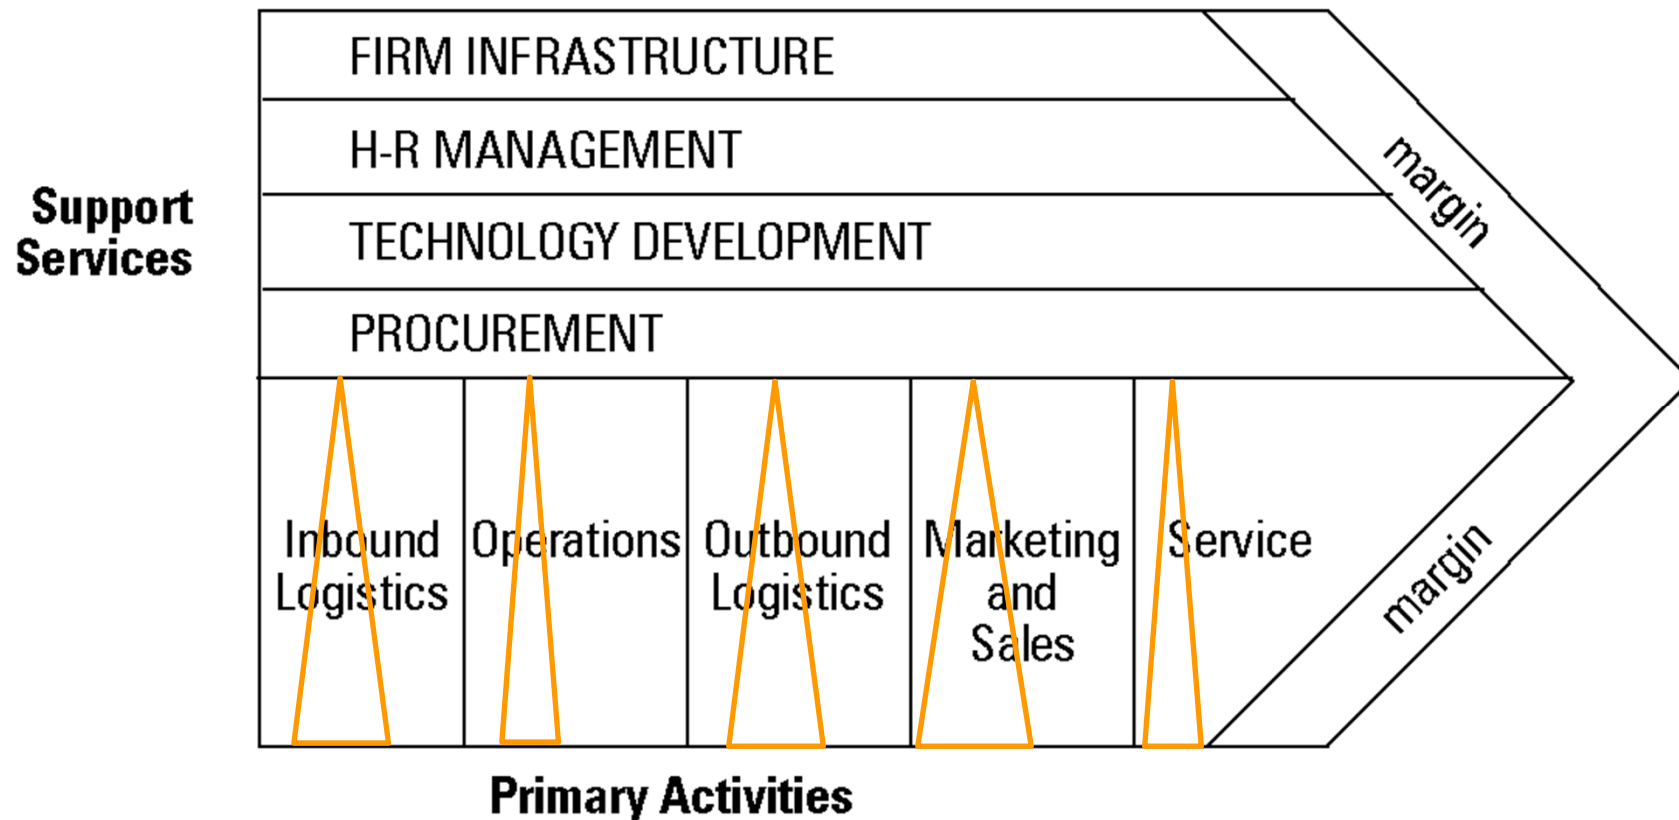 FIRM INFRASTRUCTURE
H-R MANAGEMENT
TECHNOLOGY DEVELOPMENT
PROCUREMENT
Support
Services
margin
Inbound
Logistics
Operations
Outbound
Logistics
Marketing
and
Sales
Service
margin
Primary Activities